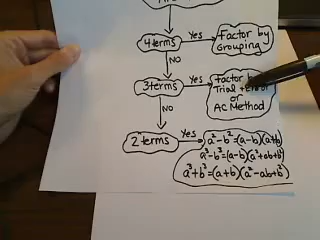 4 terms
Yes
Factor by
Grouping
NO
3 terms
Yes
Factor by
Trial + Error
or
AC Method
NO
2 terms
Yes
a²-b²=(a-b)(a+b)
a³-b³=(a-b)(a²+ab+b²)
a³+b³=(a+b)(a²-ab+b²)